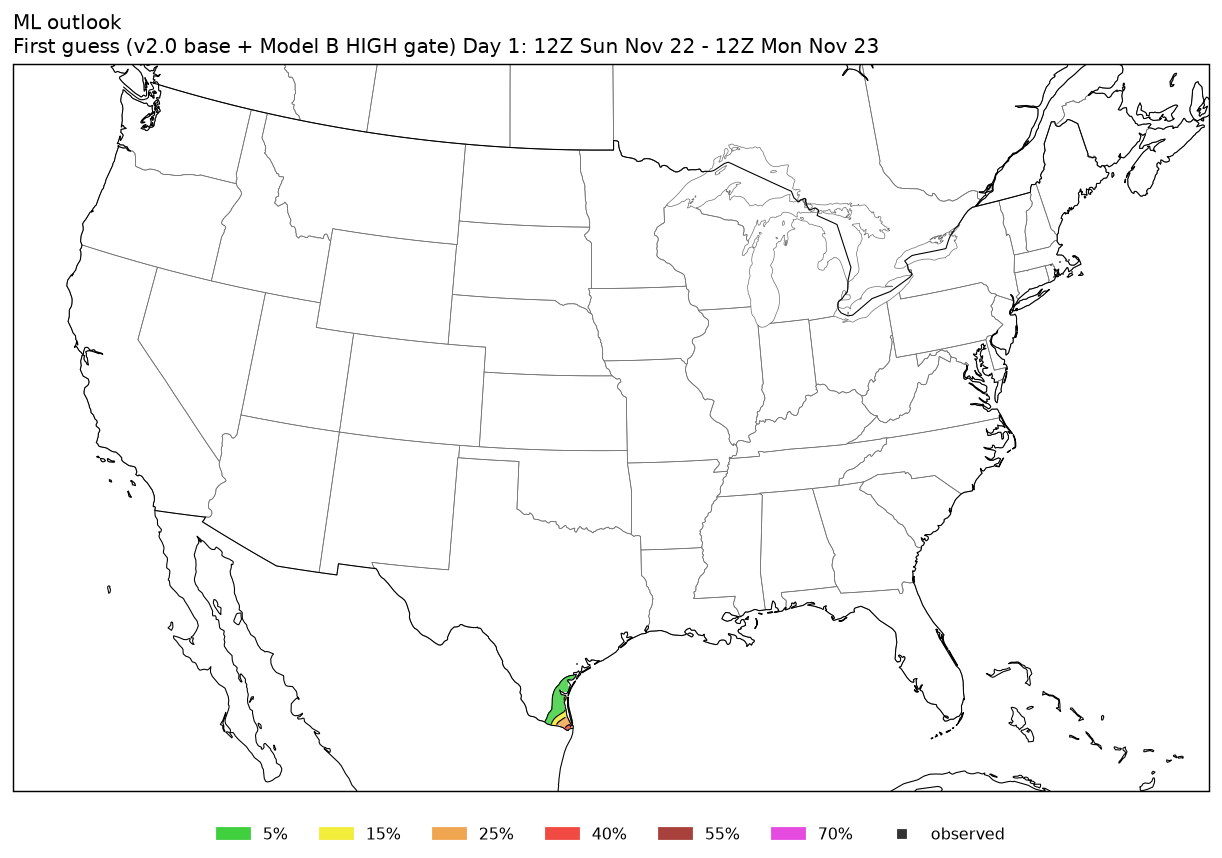 ML outlook
First guess (v2.0 base + Model B HIGH gate) Day 1: 12Z Sun Nov 22 - 12Z Mon Nov 23
5% 15% 25% 40% 55% 70% observed